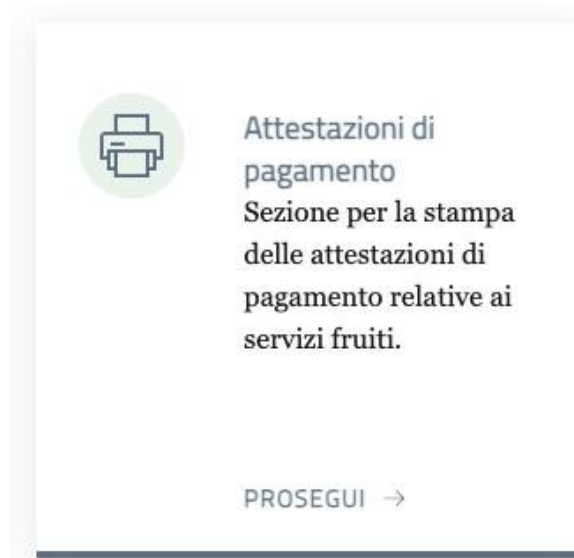 Attestazioni di
pagamento
Sezione per la stampa
delle attestazioni di
pagamento relative ai
servizi fruiti.
PROSEGUI →